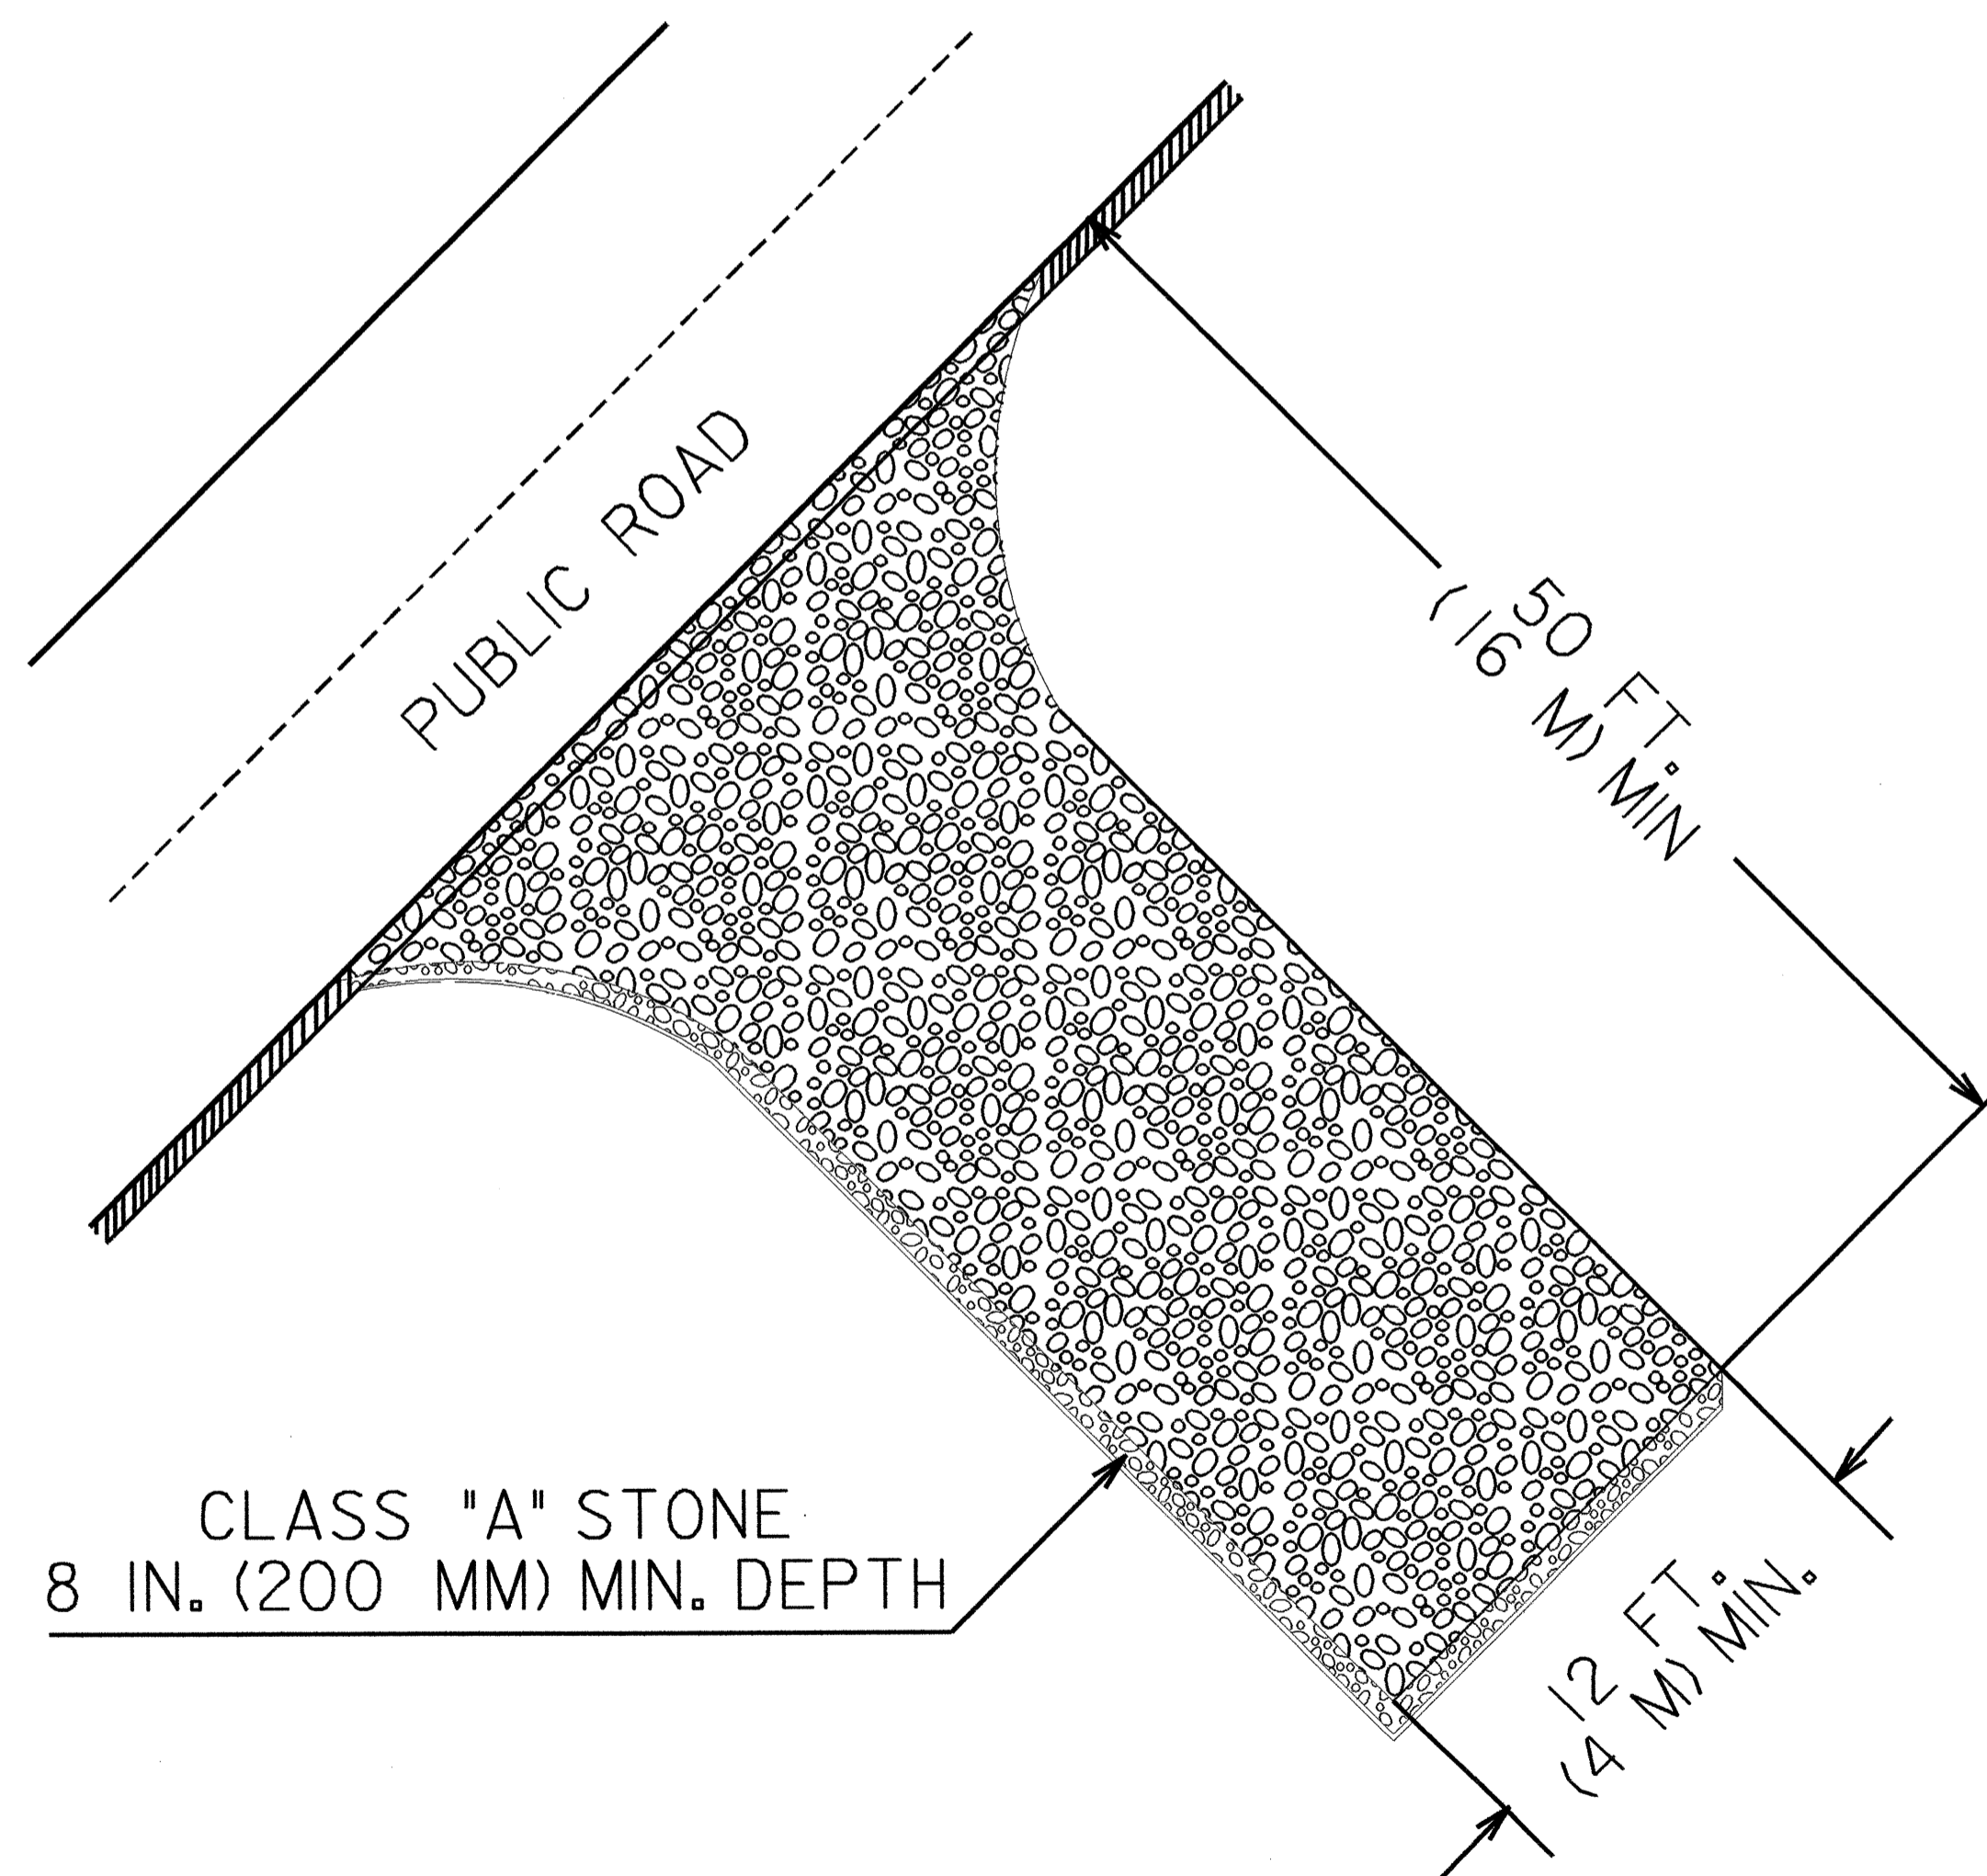 PUBLIC ROAD
50 FT.
(16 M) MIN
CLASS "A" STONE
8 IN. (200 MM) MIN. DEPTH
12 FT.
(4 M) MIN.